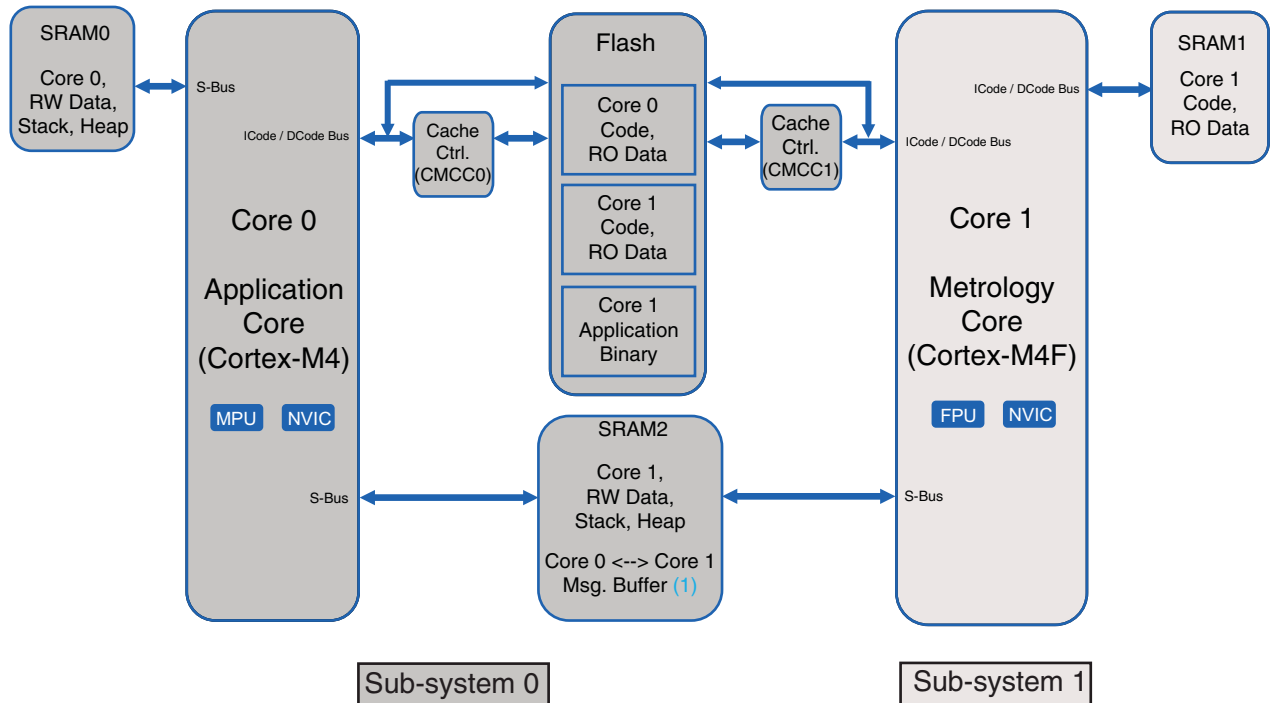 SRAM0
Core 0,
RW Data,
Stack, Heap
S-Bus
ICode / DCode Bus
Core 0
Application
Core
(Cortex-M4)
MPU
NVIC
S-Bus
Cache
Ctrl.
(CMCC0)
Flash
Core 0
Code,
RO Data
Core 1
Code,
RO Data
Core 1
Application
Binary
SRAM2
Core 1,
RW Data,
Stack, Heap
Core 0 <--> Core 1
Msg. Buffer (1)
Cache
Ctrl.
(CMCC1)
ICode / DCode Bus
ICode / DCode Bus
Core 1
Metrology
Core
(Cortex-M4F)
FPU
NVIC
S-Bus
SRAM1
Core 1
Code,
RO Data
Sub-system 0
Sub-system 1